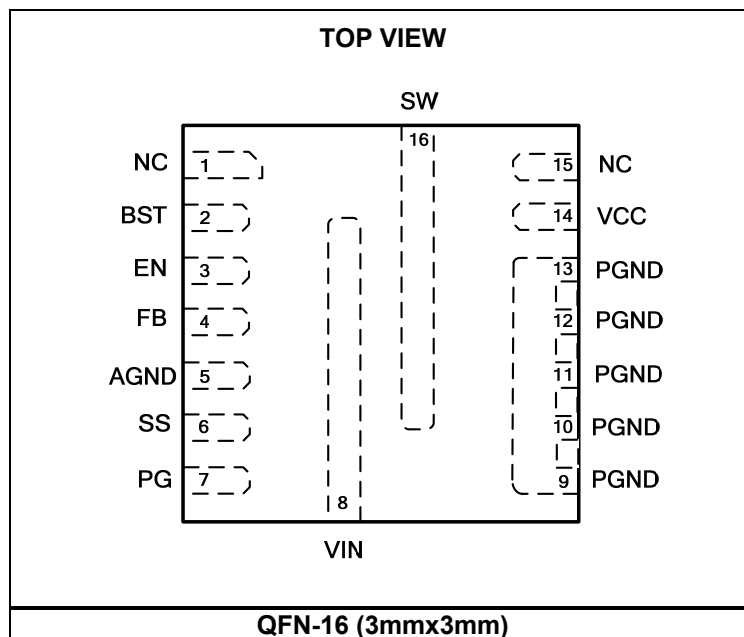 TOP VIEW
SW
16
NC 1 15 NC
BST 2 14 VCC
EN 3 13 PGND
FB 4 12 PGND
AGND 5 11 PGND
SS 6 10 PGND
PG 7 9 PGND
8
VIN
QFN-16 (3mmx3mm)